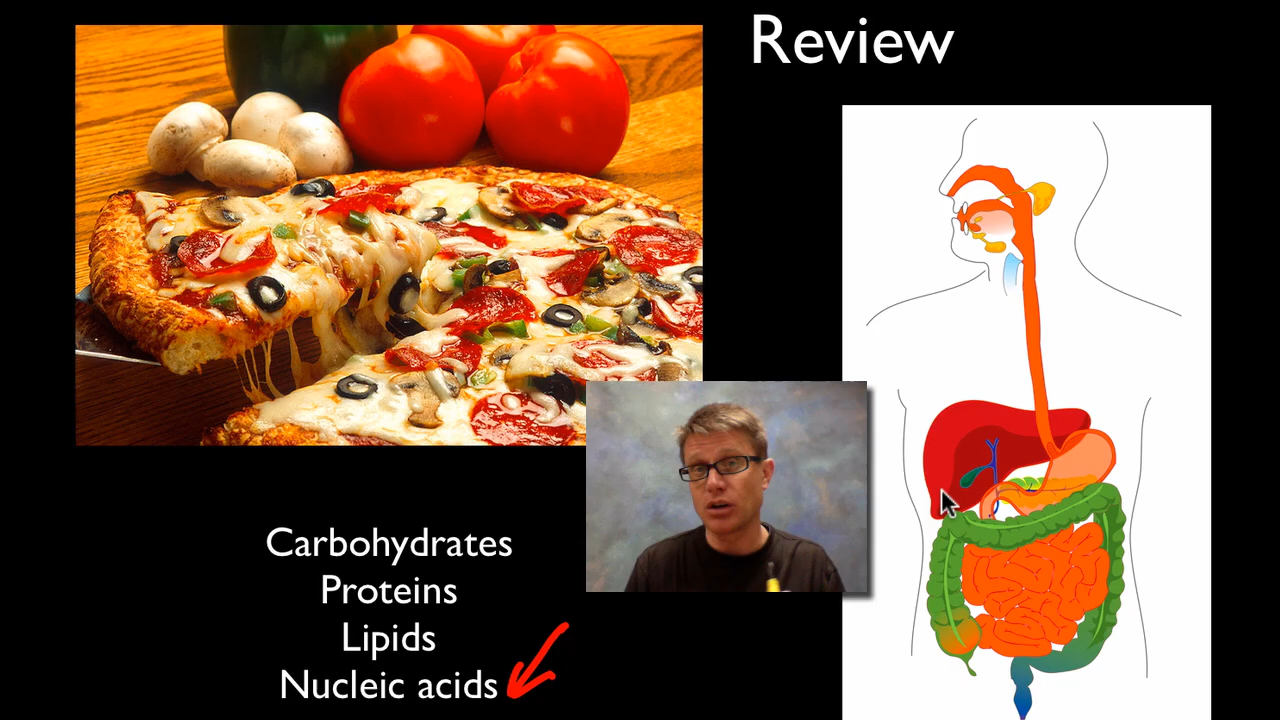 Review
Carbohydrates
Proteins
Lipids
Nucleic acids